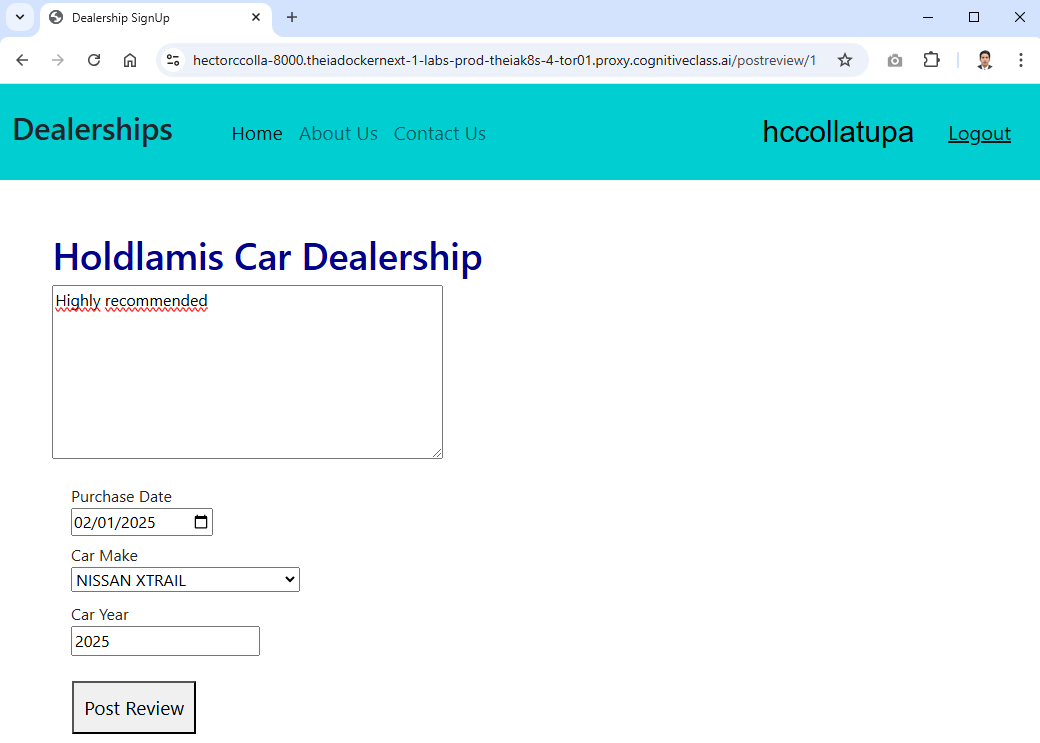 Dealership SignUp
hectorccolla-8000.theiadockernext-1-labs-prod-theiak8s-4-tor01.proxy.cognitiveclass.ai/postreview/1
Dealerships Home About Us Contact Us hccollatupa Logout
Holdlamis Car Dealership
Highly recommended
Purchase Date
02/01/2025
Car Make
NISSAN XTRAIL
Car Year
2025
Post Review